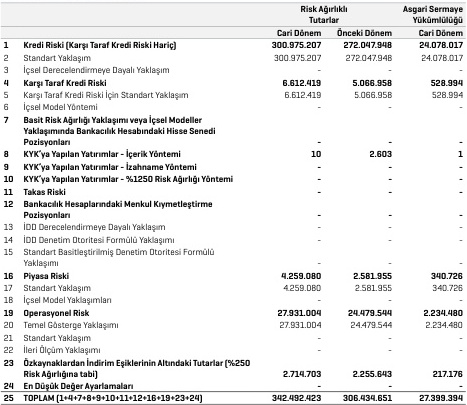 Risk Ağırlıklı Asgari Sermaye
Tutarlar Yükümlülüğü
Cari Dönem Önceki Dönem Cari Dönem
1 Kredi Riski (Karşı Taraf Kredi Riski Hariç) 300.975.207 272.047.948 24.078.017
2 Standart Yaklaşım 300.975.207 272.047.948 24.078.017
3 İçsel Derecelendirmeye Dayalı Yaklaşım - - -
4 Karşı Taraf Kredi Riski 6.612.419 5.066.958 528.994
5 Karşı Taraf Kredi Riski İçin Standart Yaklaşım 6.612.419 5.066.958 528.994
6 İçsel Model Yöntemi - - -
7 Basit Risk Ağırlığı Yaklaşımı veya İçsel Modeller
Yaklaşımında Bankacılık Hesabındaki Hisse Senedi
Pozisyonları - - -
8 KYK'ya Yapılan Yatırımlar - İçerik Yöntemi 10 2.603 1
9 KYK'ya Yapılan Yatırımlar - İzahname Yöntemi - - -
10 KYK'ya Yapılan Yatırımlar - %1250 Risk Ağırlığı Yöntemi - - -
11 Takas Riski - - -
12 Bankacılık Hesaplarındaki Menkul Kıymetleştirme
Pozisyonları - - -
13 İDD Derecelendirmeye Dayalı Yaklaşım - - -
14 İDD Denetim Otoritesi Formülü Yaklaşımı - - -
15 Standart Basitleştirilmiş Denetim Otoritesi Formülü
Yaklaşımı - - -
16 Piyasa Riski 4.259.080 2.581.955 340.726
17 Standart Yaklaşım 4.259.080 2.581.955 340.726
18 İçsel Model Yaklaşımları - - -
19 Operasyonel Risk 27.931.004 24.479.544 2.234.480
20 Temel Gösterge Yaklaşımı 27.931.004 24.479.544 2.234.480
21 Standart Yaklaşım - - -
22 İleri Ölçüm Yaklaşımı - - -
23 Özkaynaklardan İndirim Eşiklerinin Altındaki Tutarlar (%250
Risk Ağırlığına tabi) 2.714.703 2.255.643 217.176
24 En Düşük Değer Ayarlamaları - - -
25 TOPLAM (1+4+7+8+9+10+11+12+16+19+23+24) 342.492.423 306.434.651 27.399.394